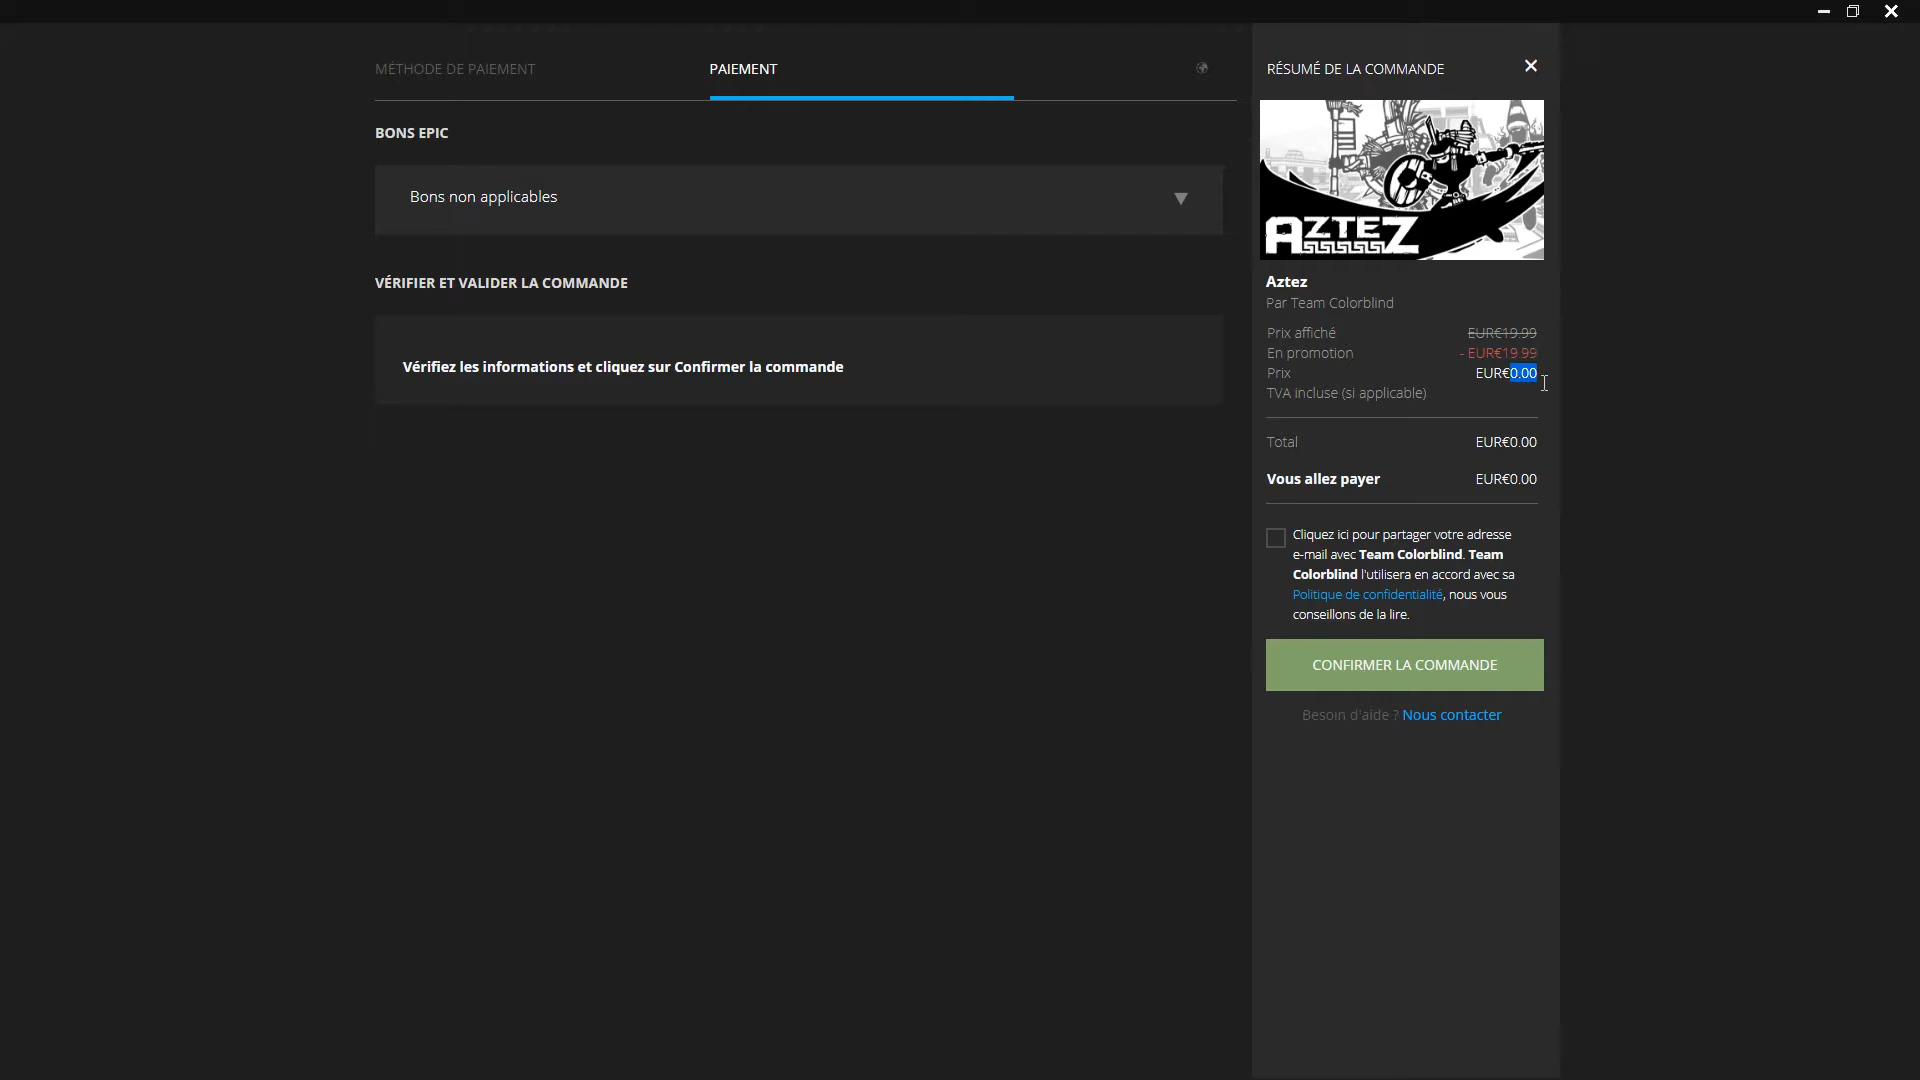 MÉTHODE DE PAIEMENT
PAIEMENT
BONS EPIC
Bons non applicables
VÉRIFIER ET VALIDER LA COMMANDE
Vérifiez les informations et cliquez sur Confirmer la commande
RÉSUMÉ DE LA COMMANDE
AZTEZ
Aztez
Par Team Colorblind
Prix affiché EUR€19.99
En promotion - EUR€19.99
Prix EUR€0.00
TVA incluse (si applicable)
Total EUR€0.00
Vous allez payer EUR€0.00
Cliquez ici pour partager votre adresse
e-mail avec Team Colorblind. Team
Colorblind l'utilisera en accord avec sa
Politique de confidentialité, nous vous
conseillons de la lire.
CONFIRMER LA COMMANDE
Besoin d'aide ? Nous contacter